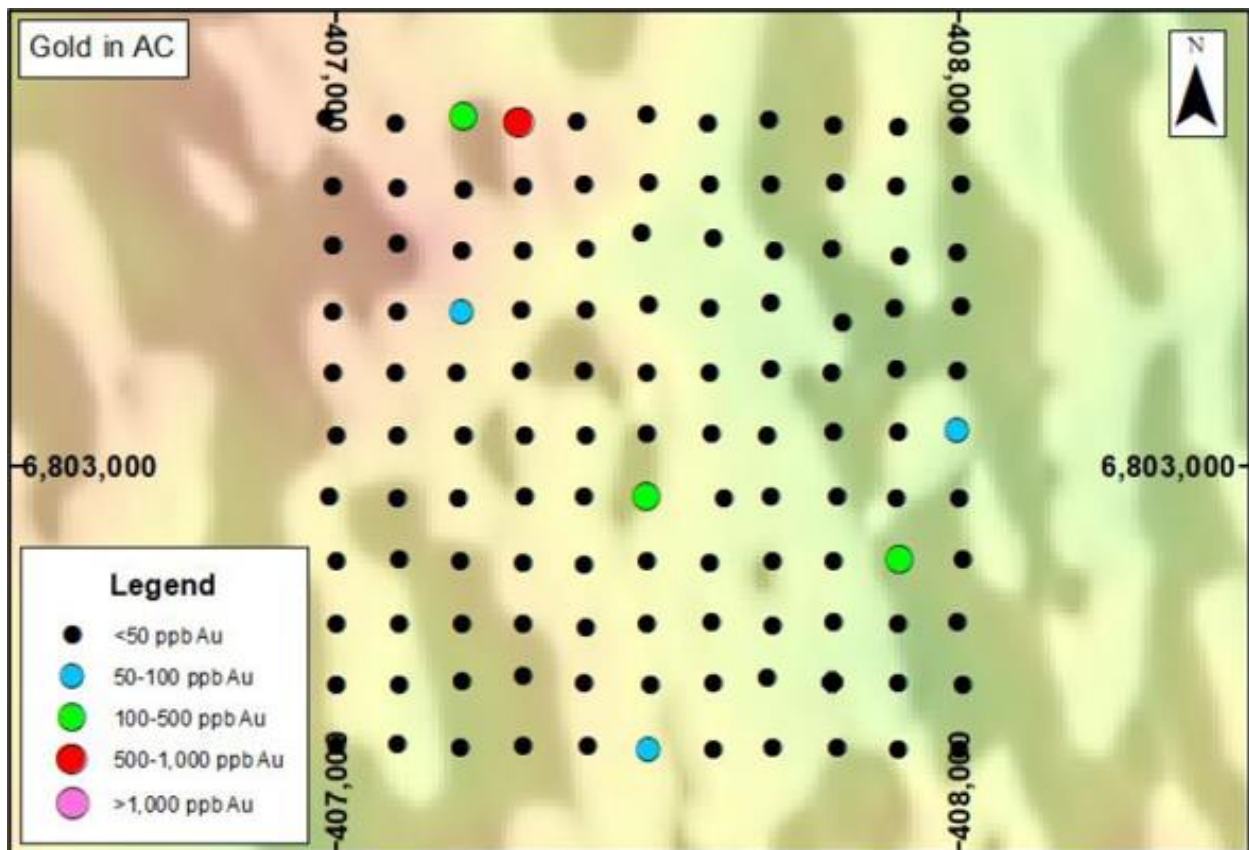 Gold in AC
407,000
408,000
N
6,803,000
6,803,000
Legend
<50 ppb Au
50-100 ppb Au
100-500 ppb Au
500-1,000 ppb Au
>1,000 ppb Au
407,000
408,000